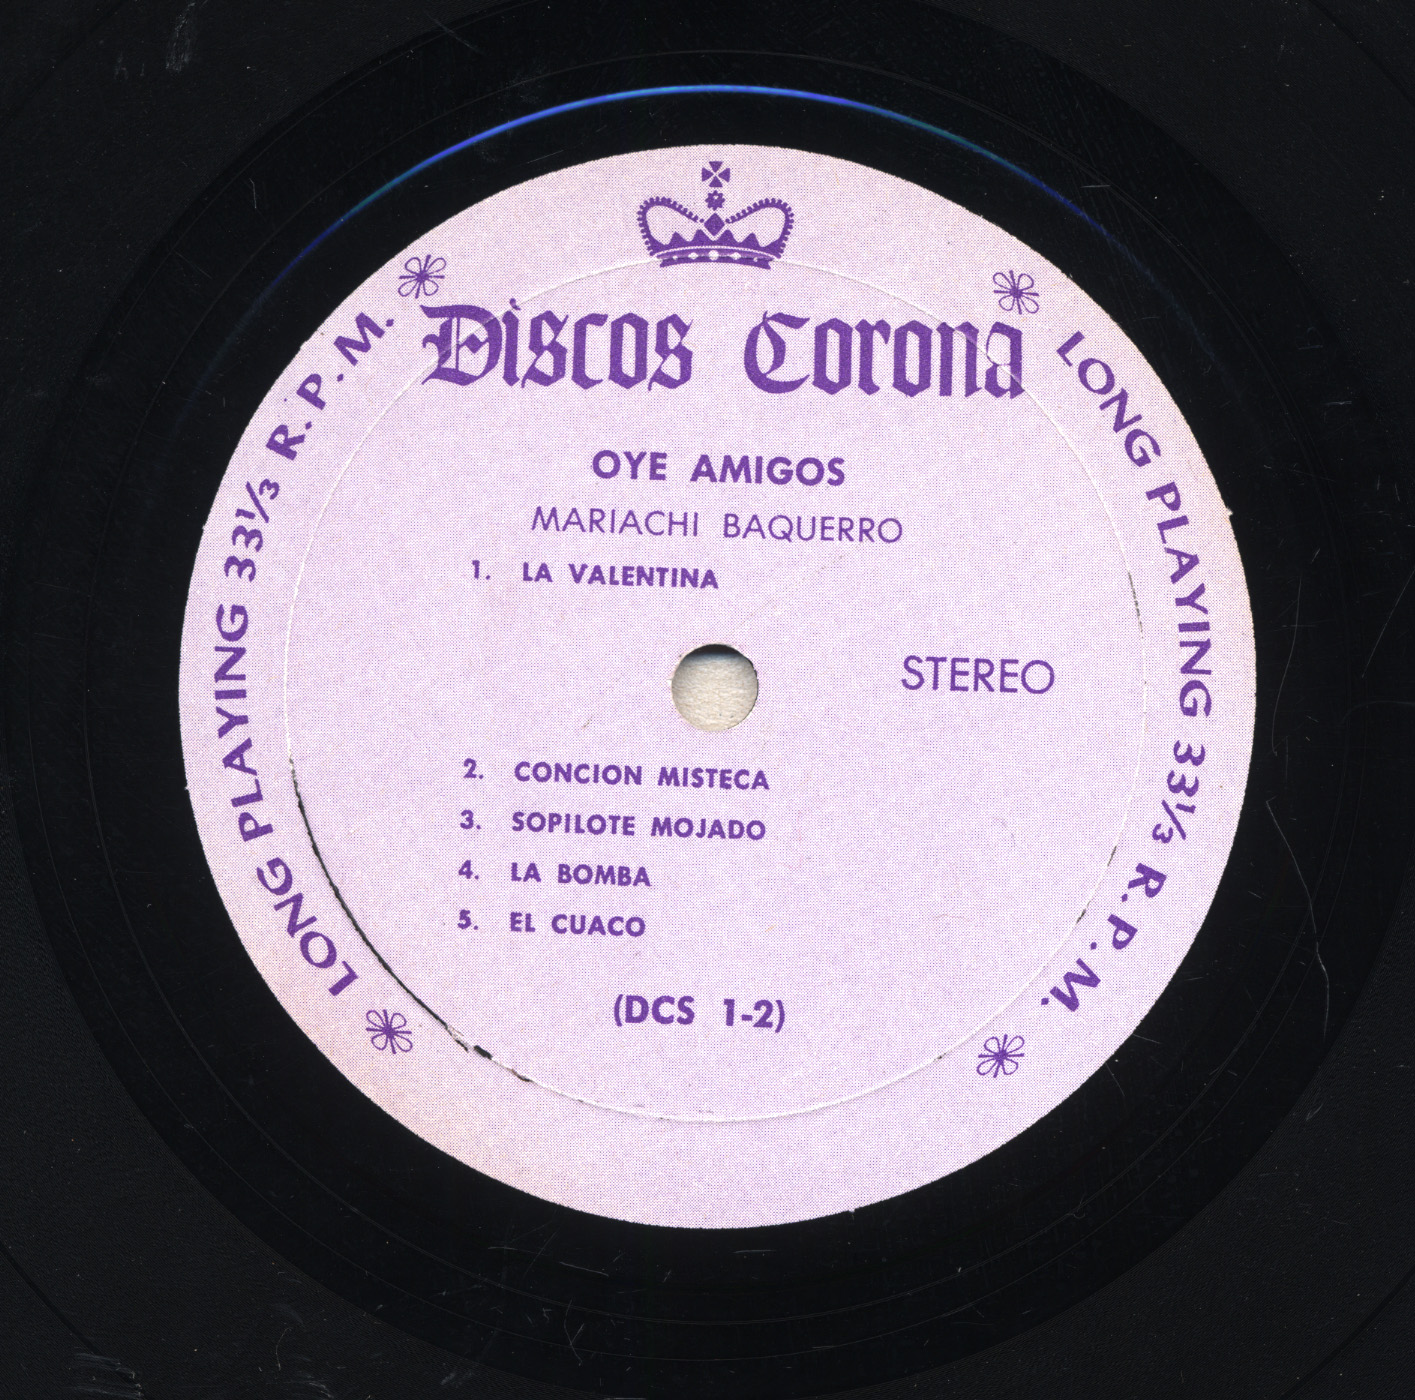 Discos Corona
OYE AMIGOS
MARIACHI BAQUERRO
1. LA VALENTINA
STEREO
2. CONCION MISTECA
3. SOPILOTE MOJADO
4. LA BOMBA
5. EL CUACO
(DCS 1-2)
LONG PLAYING 33⅓ R.P.M.
LONG PLAYING 33⅓ R.P.M.